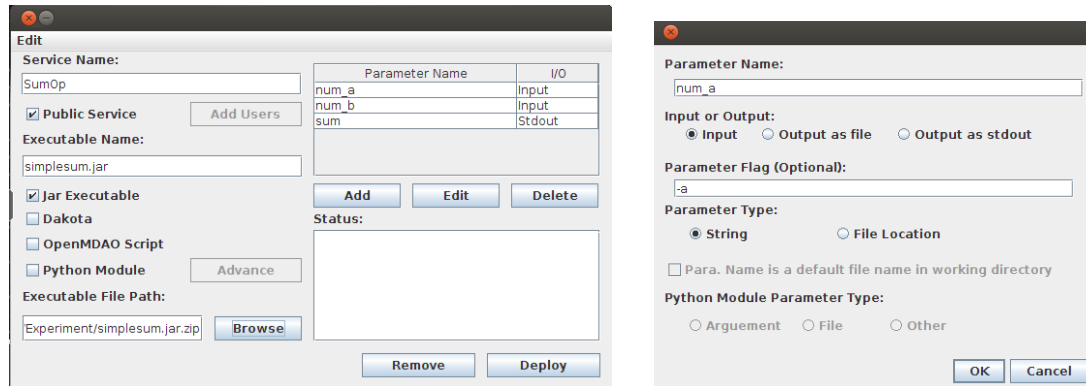 Edit
Service Name:
SumOp
Public Service
Add Users
Executable Name:
simplesum.jar
Jar Executable
Dakota
OpenMDAO Script
Python Module
Advance
Executable File Path:
'Experiment/simplesum.jar.zip
Browse
Parameter Name I/O
num_a Input
num_b Input
sum Stdout
Add Edit Delete
Status:
Remove Deploy
Parameter Name:
num_a
Input or Output:
Input Output as file Output as stdout
Parameter Flag (Optional):
-a
Parameter Type:
String File Location
Para. Name is a default file name in working directory
Python Module Parameter Type:
Arguement File Other
OK Cancel